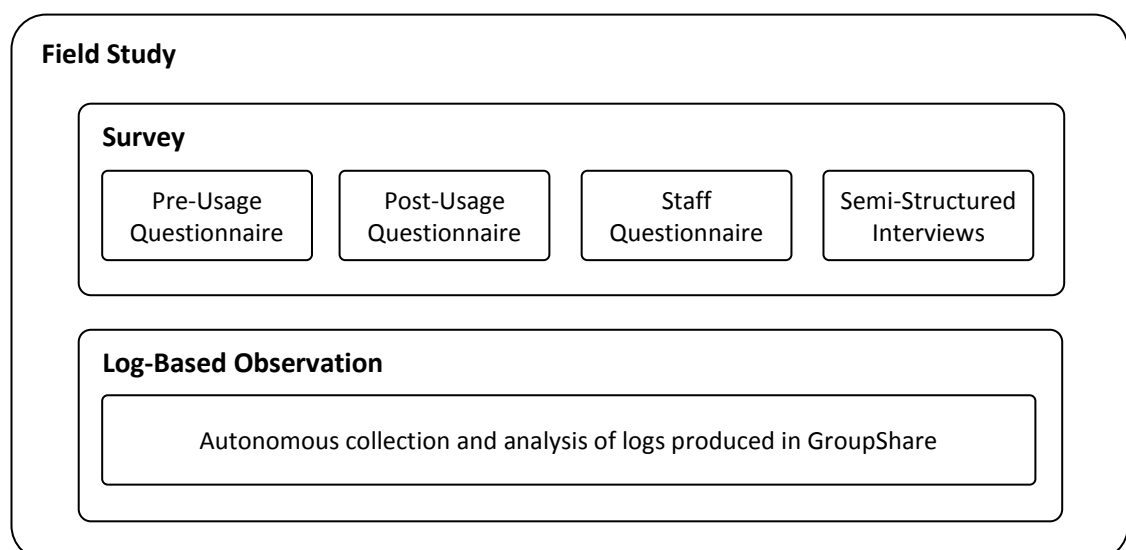 Field Study
Survey
Pre-Usage
Questionnaire
Post-Usage
Questionnaire
Staff
Questionnaire
Semi-Structured
Interviews
Log-Based Observation
Autonomous collection and analysis of logs produced in GroupShare